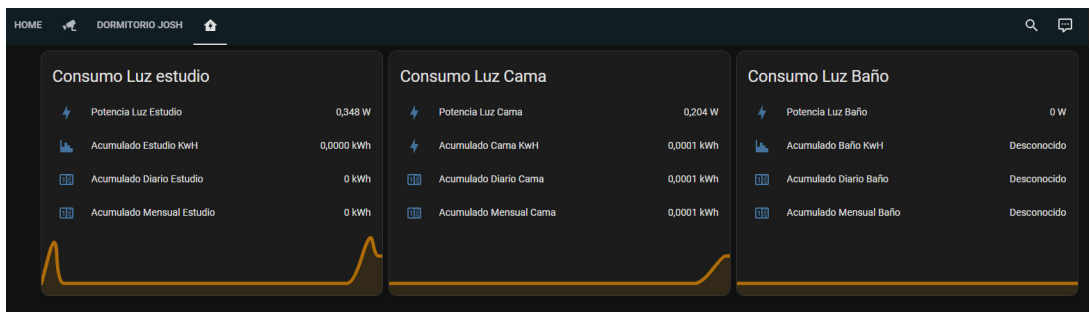 HOME DORMITORIO JOSH
Consumo Luz estudio
Potencia Luz Estudio 0,348 W
Acumulado Estudio KwH 0,0000 kWh
Acumulado Diario Estudio 0 kWh
Acumulado Mensual Estudio 0 kWh
Consumo Luz Cama
Potencia Luz Cama 0,204 W
Acumulado Cama KwH 0,0001 kWh
Acumulado Diario Cama 0,0001 kWh
Acumulado Mensual Cama 0,0001 kWh
Consumo Luz Baño
Potencia Luz Baño 0 W
Acumulado Baño KwH Desconocido
Acumulado Diario Baño Desconocido
Acumulado Mensual Baño Desconocido